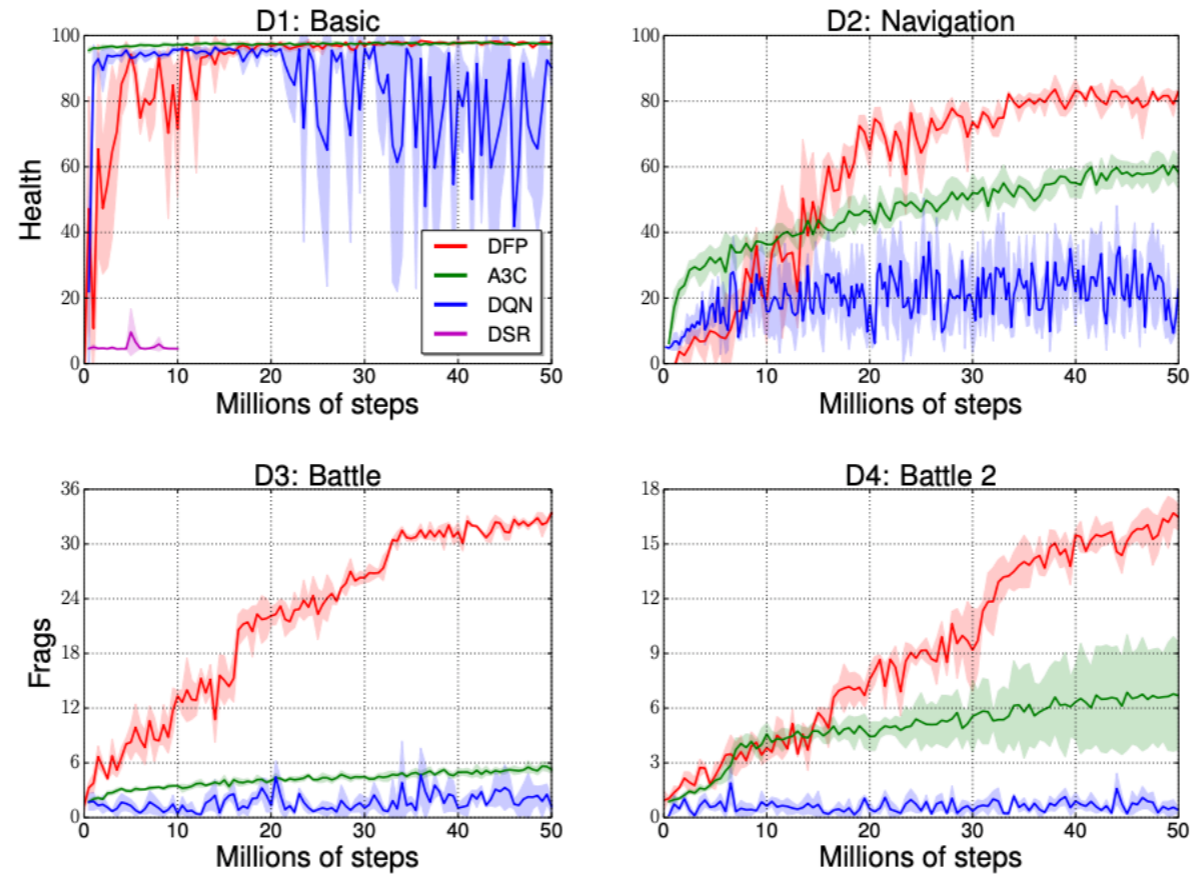 D1: Basic
100
80
60
40
20
0
Health
DFP
A3C
DQN
DSR
0 10 20 30 40 50
Millions of steps
D2: Navigation
100
80
60
40
20
0
0 10 20 30 40 50
Millions of steps
D3: Battle
36
30
24
18
12
6
0
Frags
0 10 20 30 40 50
Millions of steps
D4: Battle 2
18
15
12
9
6
3
0
0 10 20 30 40 50
Millions of steps